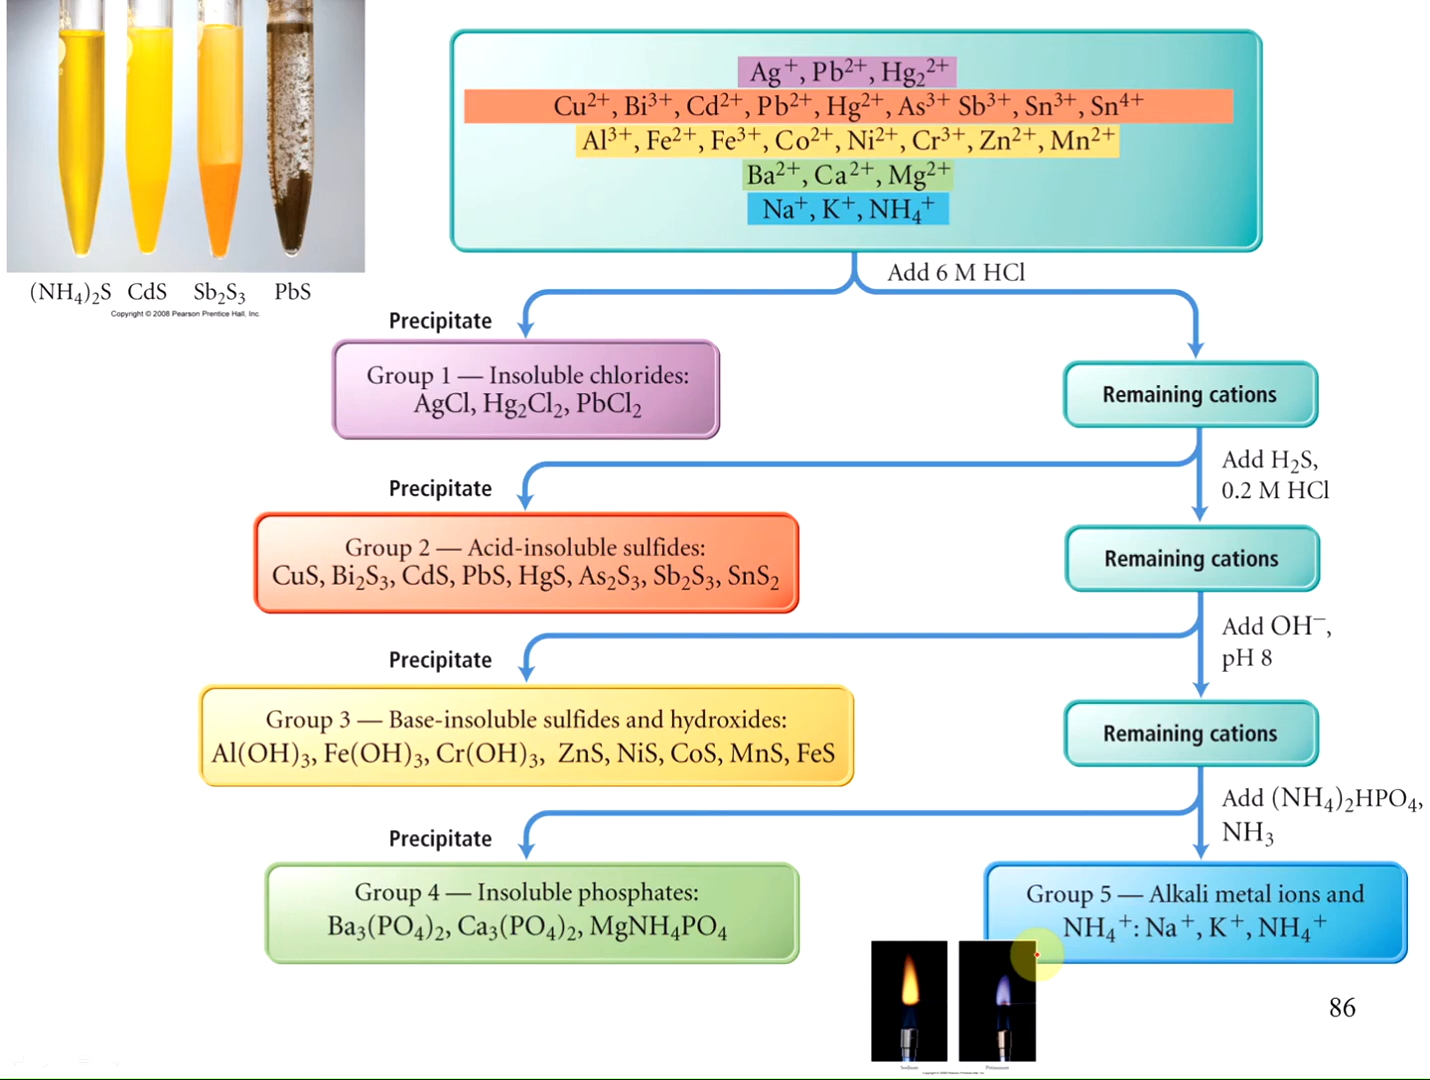 (NH₄)₂S CdS Sb₂S₃ PbS
Copyright © 2008 Pearson Prentice Hall, Inc.
Ag⁺, Pb²⁺, Hg₂²⁺
Cu²⁺, Bi³⁺, Cd²⁺, Pb²⁺, Hg²⁺, As³⁺ Sb³⁺, Sn³⁺, Sn⁴⁺
Al³⁺, Fe²⁺, Fe³⁺, Co²⁺, Ni²⁺, Cr³⁺, Zn²⁺, Mn²⁺
Ba²⁺, Ca²⁺, Mg²⁺
Na⁺, K⁺, NH₄⁺
Add 6 M HCl
Precipitate
Group 1 — Insoluble chlorides:
AgCl, Hg₂Cl₂, PbCl₂
Remaining cations
Add H₂S,
0.2 M HCl
Precipitate
Group 2 — Acid-insoluble sulfides:
CuS, Bi₂S₃, CdS, PbS, HgS, As₂S₃, Sb₂S₃, SnS₂
Remaining cations
Add OH⁻,
pH 8
Precipitate
Group 3 — Base-insoluble sulfides and hydroxides:
Al(OH)₃, Fe(OH)₃, Cr(OH)₃, ZnS, NiS, CoS, MnS, FeS
Remaining cations
Add (NH₄)₂HPO₄,
NH₃
Precipitate
Group 4 — Insoluble phosphates:
Ba₃(PO₄)₂, Ca₃(PO₄)₂, MgNH₄PO₄
Group 5 — Alkali metal ions and
NH₄⁺: Na⁺, K⁺, NH₄⁺
86
Sodium Potassium